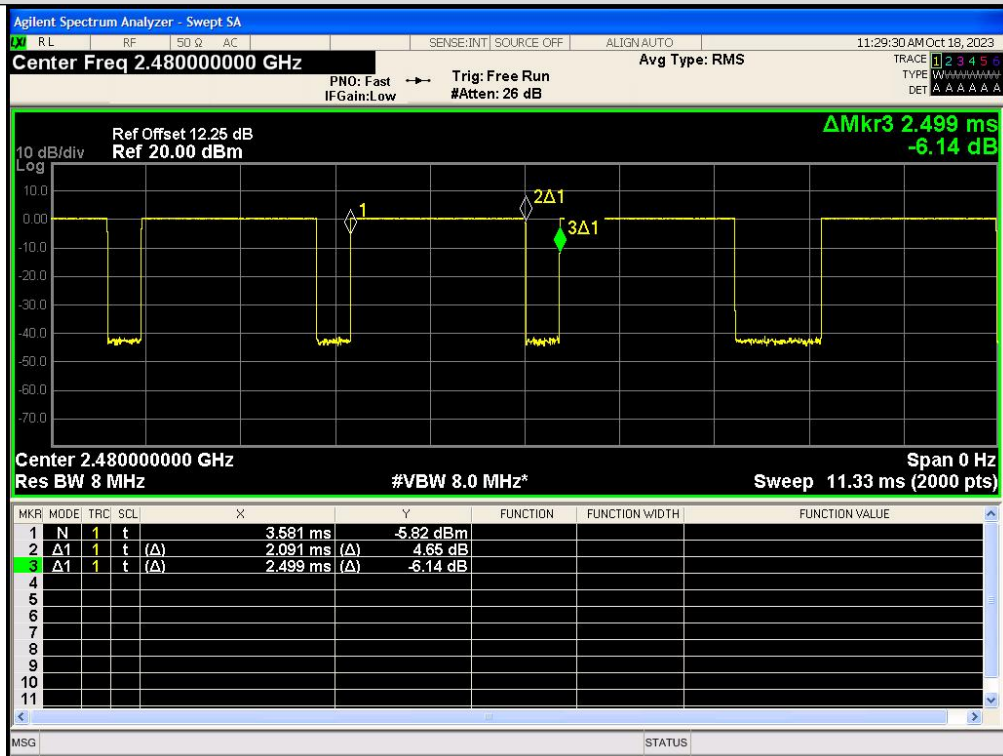 Agilent Spectrum Analyzer - Swept SA
LXI RL RF 50 Ω AC SENSE:INT SOURCE OFF ALIGN AUTO 11:29:30 AM Oct 18, 2023
Center Freq 2.480000000 GHz Avg Type: RMS TRACE 1 2 3 4 5 6
PNO: Fast Trig: Free Run TYPE WWWWWW
IFGain:Low #Atten: 26 dB DET A A A A A A
ΔMkr3 2.499 ms
Ref Offset 12.25 dB
10 dB/div Ref 20.00 dBm -6.14 dB
Log
10.0
0.00
-10.0
-20.0
-30.0
-40.0
-50.0
-60.0
-70.0
1
2Δ1
3Δ1
Center 2.480000000 GHz Span 0 Hz
Res BW 8 MHz #VBW 8.0 MHz* Sweep 11.33 ms (2000 pts)
MKR MODE TRC SCL X Y FUNCTION FUNCTION WIDTH FUNCTION VALUE
1 N 1 t 3.581 ms -5.82 dBm
2 Δ1 1 t (Δ) 2.091 ms (Δ) 4.65 dB
3 Δ1 1 t (Δ) 2.499 ms (Δ) -6.14 dB
4
5
6
7
8
9
10
11
MSG STATUS